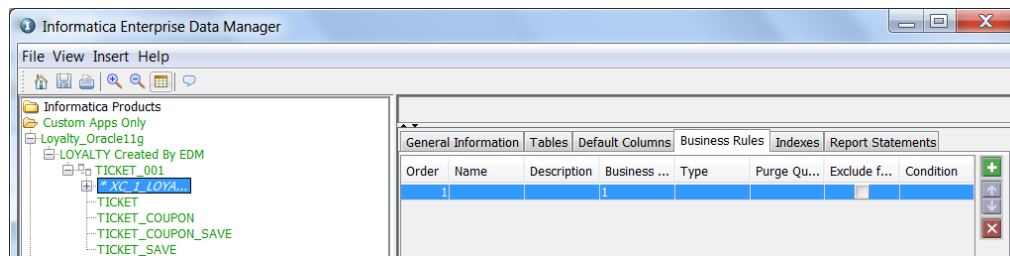 Informatica Enterprise Data Manager
File View Insert Help
Informatica Products
Custom Apps Only
Loyalty_Oracle11g
LOYALTY Created By EDM
TICKET_001
* XC_1_LOYA...
TICKET
TICKET_COUPON
TICKET_COUPON_SAVE
TICKET_SAVE
General Information Tables Default Columns Business Rules Indexes Report Statements
Order Name Description Business ... Type Purge Qu... Exclude f... Condition
1 1